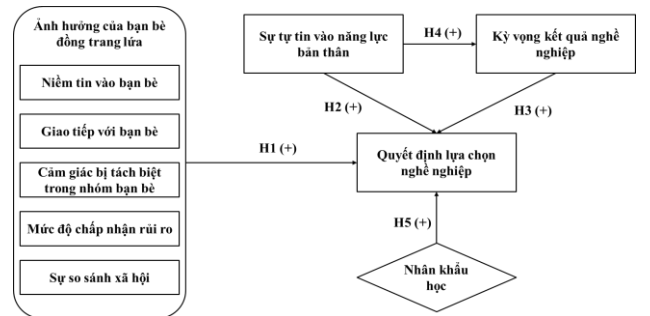 Ảnh hưởng của bạn bè
đồng trang lứa
Niềm tin vào bạn bè
Giao tiếp với bạn bè
Cảm giác bị tách biệt
trong nhóm bạn bè
Mức độ chấp nhận rủi ro
Sự so sánh xã hội
Sự tự tin vào năng lực
bản thân
H4 (+)
Kỳ vọng kết quả nghề
nghiệp
H2 (+)
H3 (+)
H1 (+)
Quyết định lựa chọn
nghề nghiệp
H5 (+)
Nhân khẩu
học